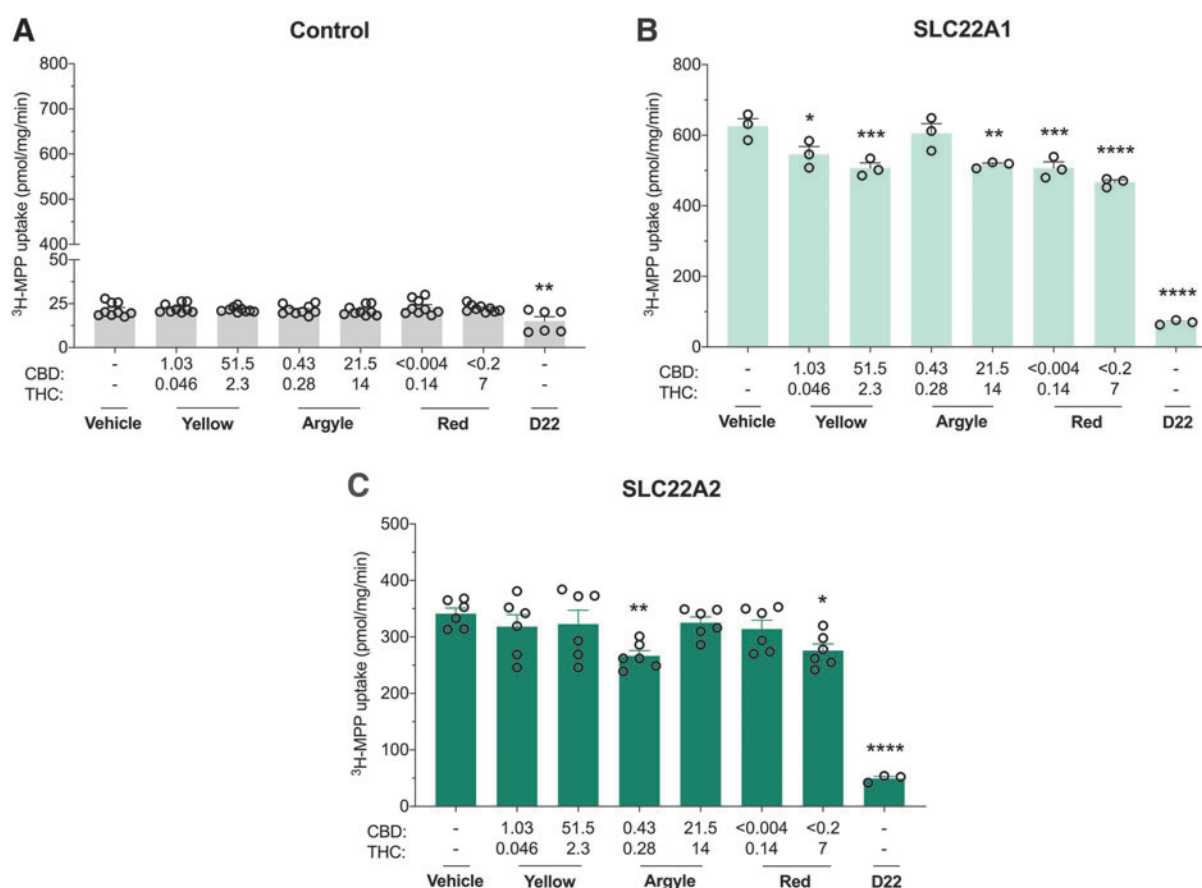 A
Control
³H-MPP uptake (pmol/mg/min)
800
700
600
500
400
50
25
0
**
CBD: - 1.03 51.5 0.43 21.5 <0.004 <0.2 -
THC: - 0.046 2.3 0.28 14 0.14 7 -
Vehicle Yellow Argyle Red D22
B
SLC22A1
³H-MPP uptake (pmol/mg/min)
800
600
400
200
0
* *** ** *** **** ****
CBD: - 1.03 51.5 0.43 21.5 <0.004 <0.2 -
THC: - 0.046 2.3 0.28 14 0.14 7 -
Vehicle Yellow Argyle Red D22
C
SLC22A2
³H-MPP uptake (pmol/mg/min)
500
400
300
200
100
0
** * ****
CBD: - 1.03 51.5 0.43 21.5 <0.004 <0.2 -
THC: - 0.046 2.3 0.28 14 0.14 7 -
Vehicle Yellow Argyle Red D22